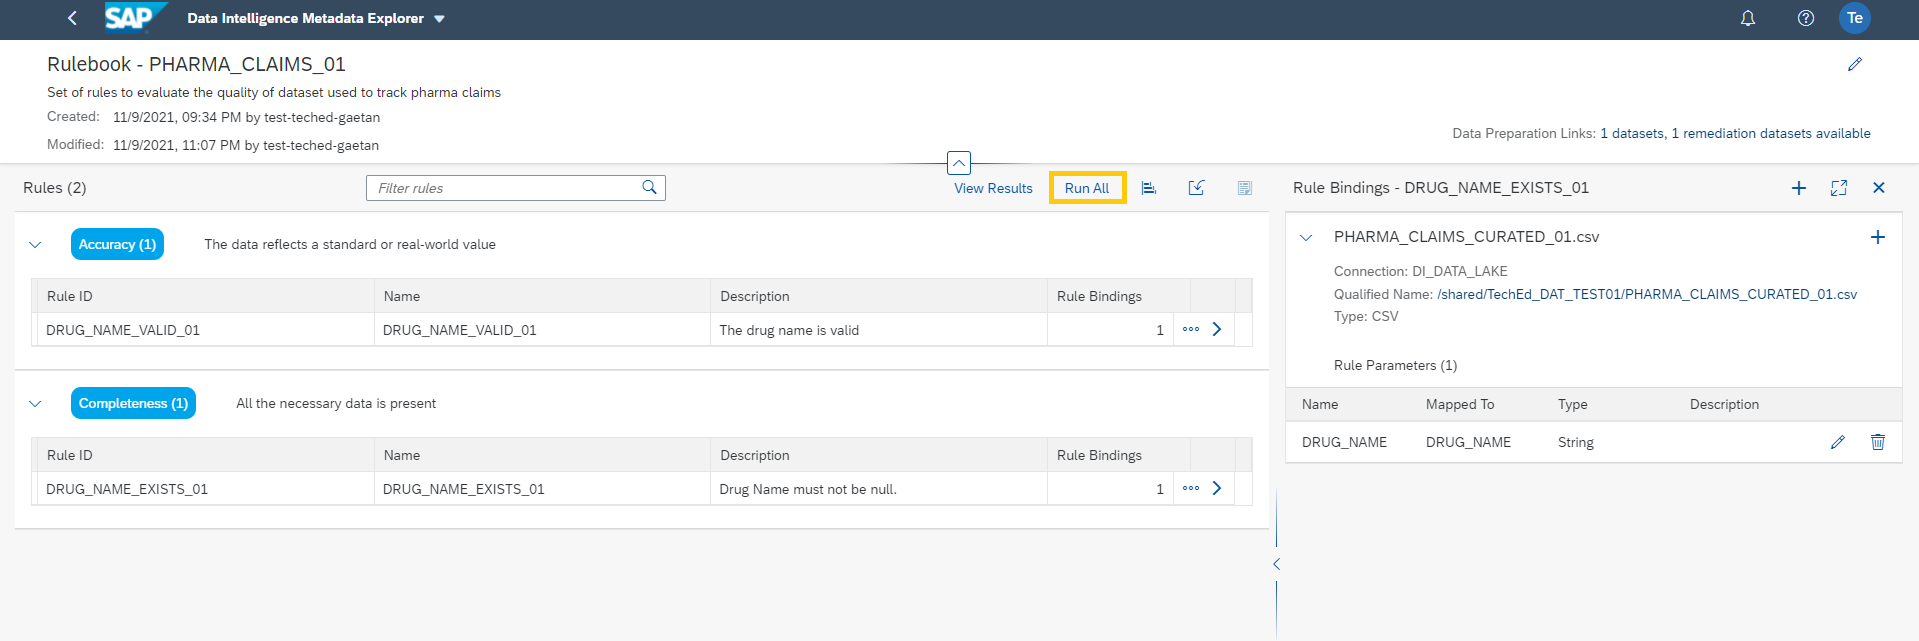 SAP Data Intelligence Metadata Explorer Te
Rulebook - PHARMA_CLAIMS_01
Set of rules to evaluate the quality of dataset used to track pharma claims
Created: 11/9/2021, 09:34 PM by test-teched-gaetan
Modified: 11/9/2021, 11:07 PM by test-teched-gaetan
Data Preparation Links: 1 datasets, 1 remediation datasets available
Rules (2) Filter rules View Results Run All
Accuracy (1) The data reflects a standard or real-world value
Rule ID Name Description Rule Bindings
DRUG_NAME_VALID_01 DRUG_NAME_VALID_01 The drug name is valid 1
Completeness (1) All the necessary data is present
Rule ID Name Description Rule Bindings
DRUG_NAME_EXISTS_01 DRUG_NAME_EXISTS_01 Drug Name must not be null. 1
Rule Bindings - DRUG_NAME_EXISTS_01
PHARMA_CLAIMS_CURATED_01.csv
Connection: DI_DATA_LAKE
Qualified Name: /shared/TechEd_DAT_TEST01/PHARMA_CLAIMS_CURATED_01.csv
Type: CSV
Rule Parameters (1)
Name Mapped To Type Description
DRUG_NAME DRUG_NAME String